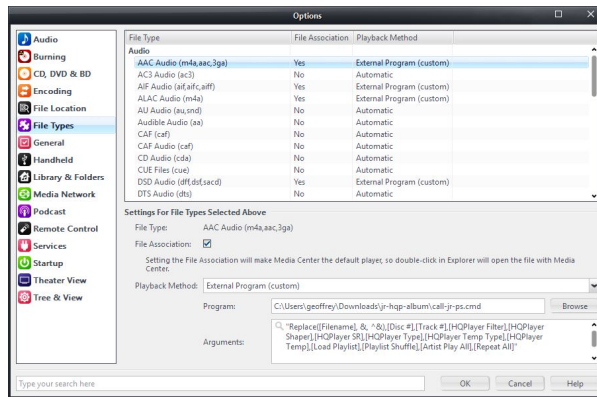 Options
Audio
Burning
CD, DVD & BD
Encoding
File Location
File Types
General
Handheld
Library & Folders
Media Network
Podcast
Remote Control
Services
Startup
Theater View
Tree & View
File Type File Association Playback Method
Audio
AAC Audio (m4a,aac,3ga) Yes External Program (custom)
AC3 Audio (ac3) No Automatic
AIF Audio (aif,aifc,aiff) Yes External Program (custom)
ALAC Audio (m4a) Yes External Program (custom)
AU Audio (au,snd) No Automatic
Audible Audio (aa) No Automatic
CAF (caf) No Automatic
CAF Audio (caf) No Automatic
CD Audio (cda) No Automatic
CUE Files (cue) No Automatic
DSD Audio (dff,dsf,sacd) Yes External Program (custom)
DTS Audio (dts) No Automatic
Settings For File Types Selected Above
File Type: AAC Audio (m4a,aac,3ga)
File Association:
Setting the File Association will make Media Center the default player, so double-click in Explorer will open the file with Media
Center.
Playback Method: External Program (custom)
Program: C:\Users\geoffrey\Downloads\jr-hqp-album\call-jr-ps.cmd Browse
Arguments:
"Replace([Filename], &, ^&),[Disc #],[Track #],[HQPlayer Filter],[HQPlayer
Shaper],[HQPlayer SR],[HQPlayer Type],[HQPlayer Temp Type],[HQPlayer
Temp],[Load Playlist],[Playlist Shuffle],[Artist Play All],[Repeat All]"
Type your search here OK Cancel Help